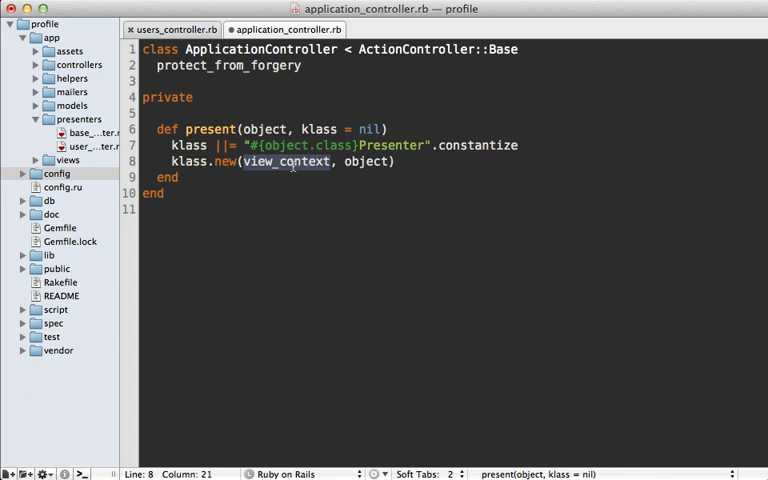 application_controller.rb — profile
profile
app
assets
controllers
helpers
mailers
models
presenters
base_...ter.r
user_...ter.r
views
config
config.ru
db
doc
Gemfile
Gemfile.lock
lib
public
Rakefile
README
script
spec
test
vendor
users_controller.rb
application_controller.rb
1 class ApplicationController < ActionController::Base
2 protect_from_forgery
3
4 private
5
6 def present(object, klass = nil)
7 klass ||= "#{object.class}Presenter".constantize
8 klass.new(view_context, object)
9 end
10 end
11
Line: 8 Column: 21 Ruby on Rails Soft Tabs: 2 present(object, klass = nil)